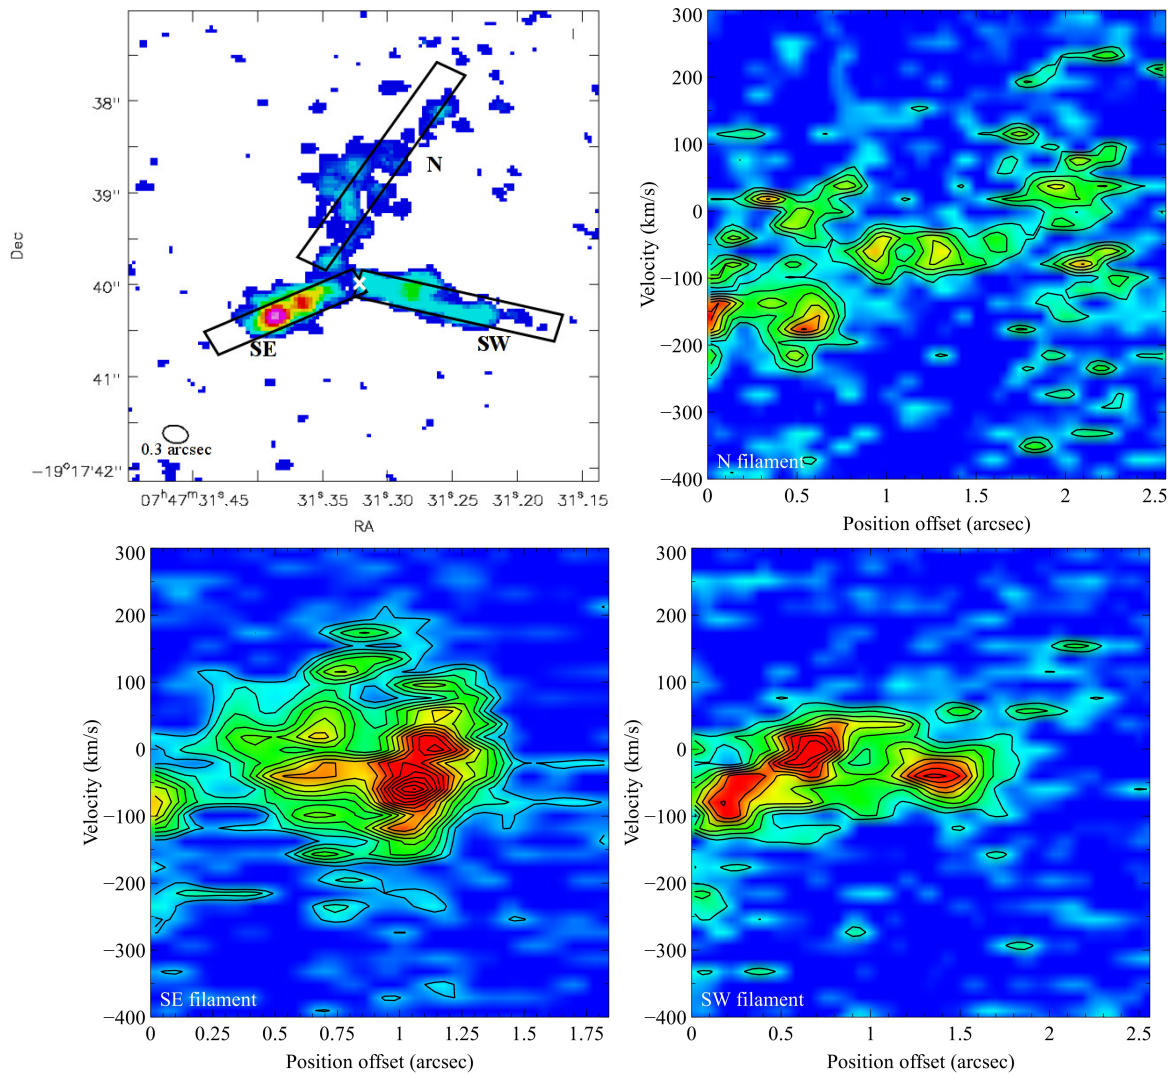 38''
39''
40''
41''
−19°17'42''
Dec
N
SE
SW
0.3 arcsec
07ʰ47ᵐ31ˢ.45
31ˢ.35
31ˢ.30
31ˢ.25
31ˢ.20
31ˢ.15
RA
300
200
100
0
−100
−200
−300
−400
Velocity (km/s)
N filament
0 0.5 1 1.5 2 2.5
Position offset (arcsec)
300
200
100
0
−100
−200
−300
−400
Velocity (km/s)
SE filament
0 0.25 0.5 0.75 1 1.25 1.5 1.75
Position offset (arcsec)
300
200
100
0
−100
−200
−300
−400
Velocity (km/s)
SW filament
0 0.5 1 1.5 2 2.5
Position offset (arcsec)